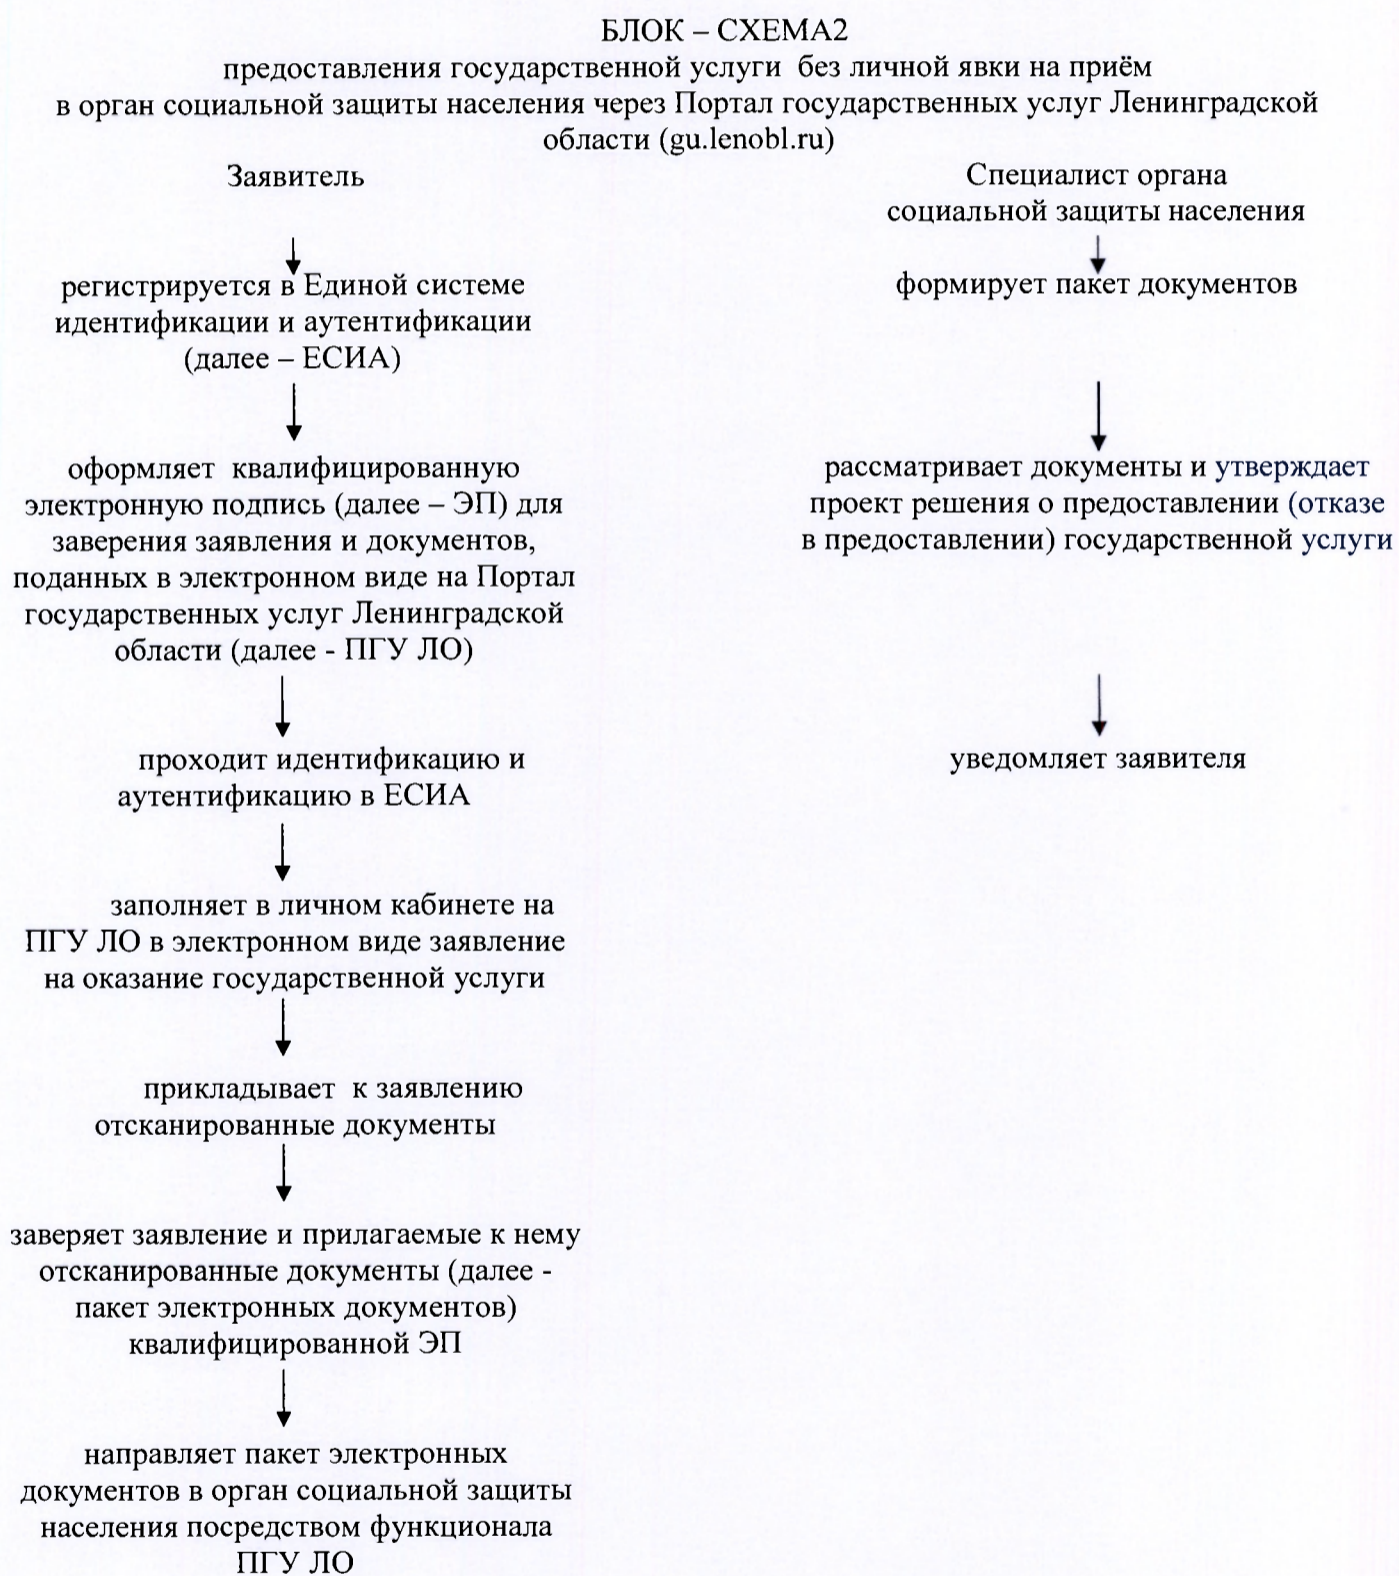 БЛОК – СХЕМА2
предоставления государственной услуги без личной явки на приём
в орган социальной защиты населения через Портал государственных услуг Ленинградской
области (gu.lenobl.ru)
Заявитель
регистрируется в Единой системе
идентификации и аутентификации
(далее – ЕСИА)
оформляет квалифицированную
электронную подпись (далее – ЭП) для
заверения заявления и документов,
поданных в электронном виде на Портал
государственных услуг Ленинградской
области (далее - ПГУ ЛО)
проходит идентификацию и
аутентификацию в ЕСИА
заполняет в личном кабинете на
ПГУ ЛО в электронном виде заявление
на оказание государственной услуги
прикладывает к заявлению
отсканированные документы
заверяет заявление и прилагаемые к нему
отсканированные документы (далее -
пакет электронных документов)
квалифицированной ЭП
направляет пакет электронных
документов в орган социальной защиты
населения посредством функционала
ПГУ ЛО
Специалист органа
социальной защиты населения
формирует пакет документов
рассматривает документы и утверждает
проект решения о предоставлении (отказе
в предоставлении) государственной услуги
уведомляет заявителя